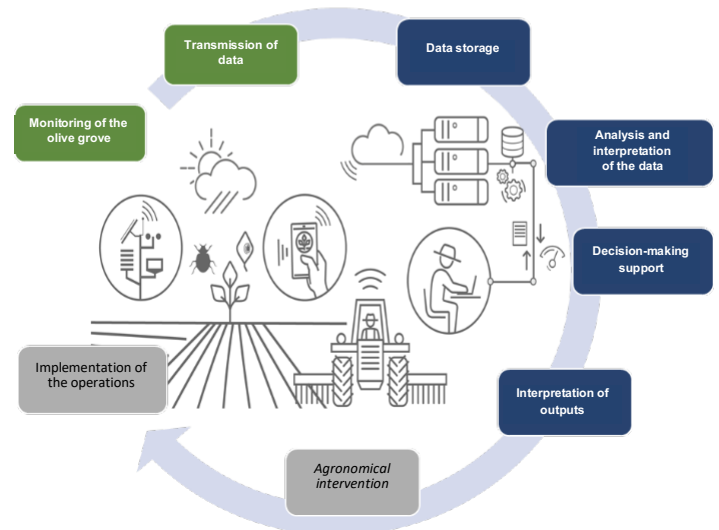 Transmission of
data
Data storage
Monitoring of the
olive grove
Analysis and
interpretation
of the data
Decision-making
support
Implementation of
the operations
Interpretation of
outputs
Agronomical
intervention